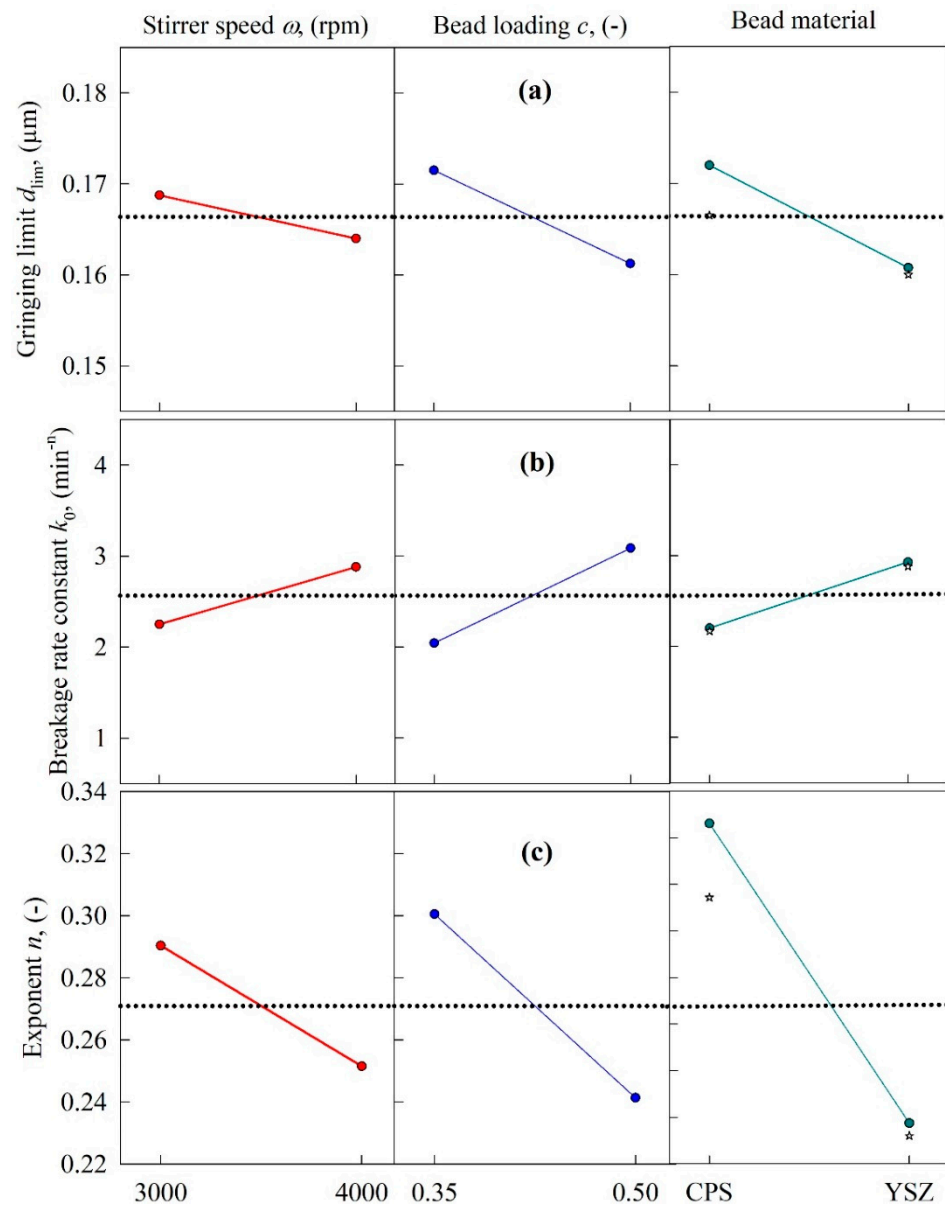 Stirrer speed ω, (rpm)
Bead loading c, (-)
Bead material
(a)
Gringing limit d_lim, (μm)
0.18
0.17
0.16
0.15
(b)
Breakage rate constant k_0, (min^-n)
4
3
2
1
(c)
Exponent n, (-)
0.34
0.32
0.30
0.28
0.26
0.24
0.22
3000
4000
0.35
0.50
CPS
YSZ